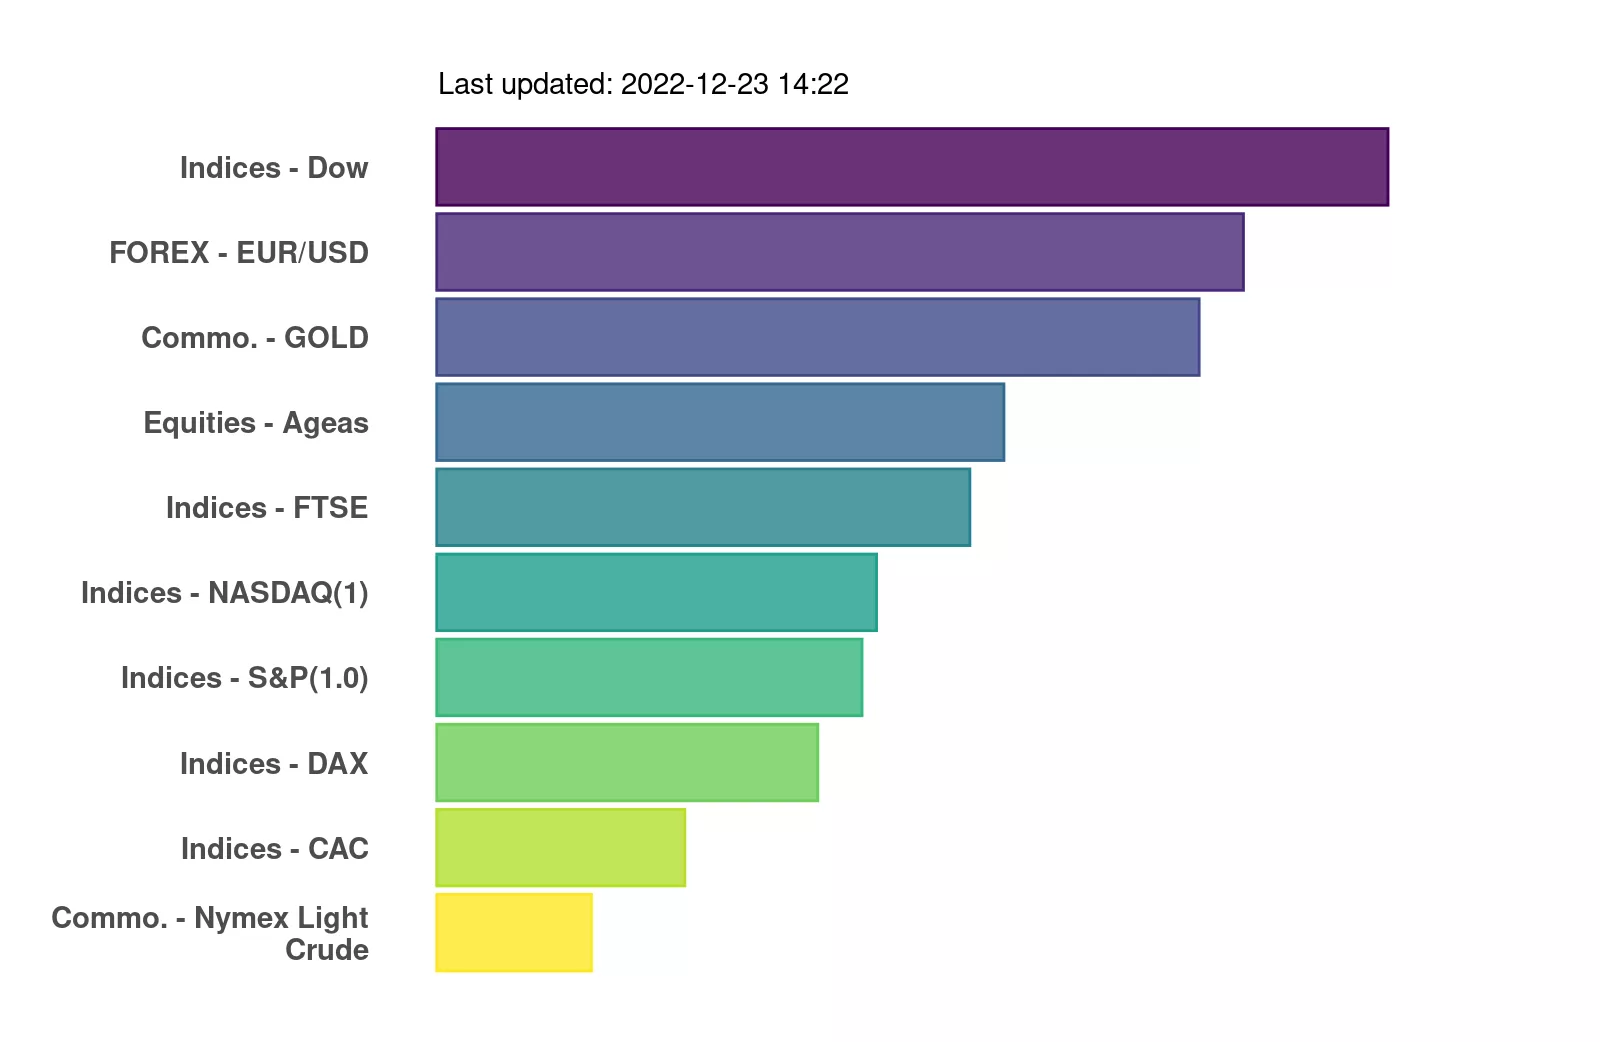 Last updated: 2022-12-23 14:22
Indices - Dow
FOREX - EUR/USD
Commo. - GOLD
Equities - Ageas
Indices - FTSE
Indices - NASDAQ(1)
Indices - S&P(1.0)
Indices - DAX
Indices - CAC
Commo. - Nymex Light
Crude